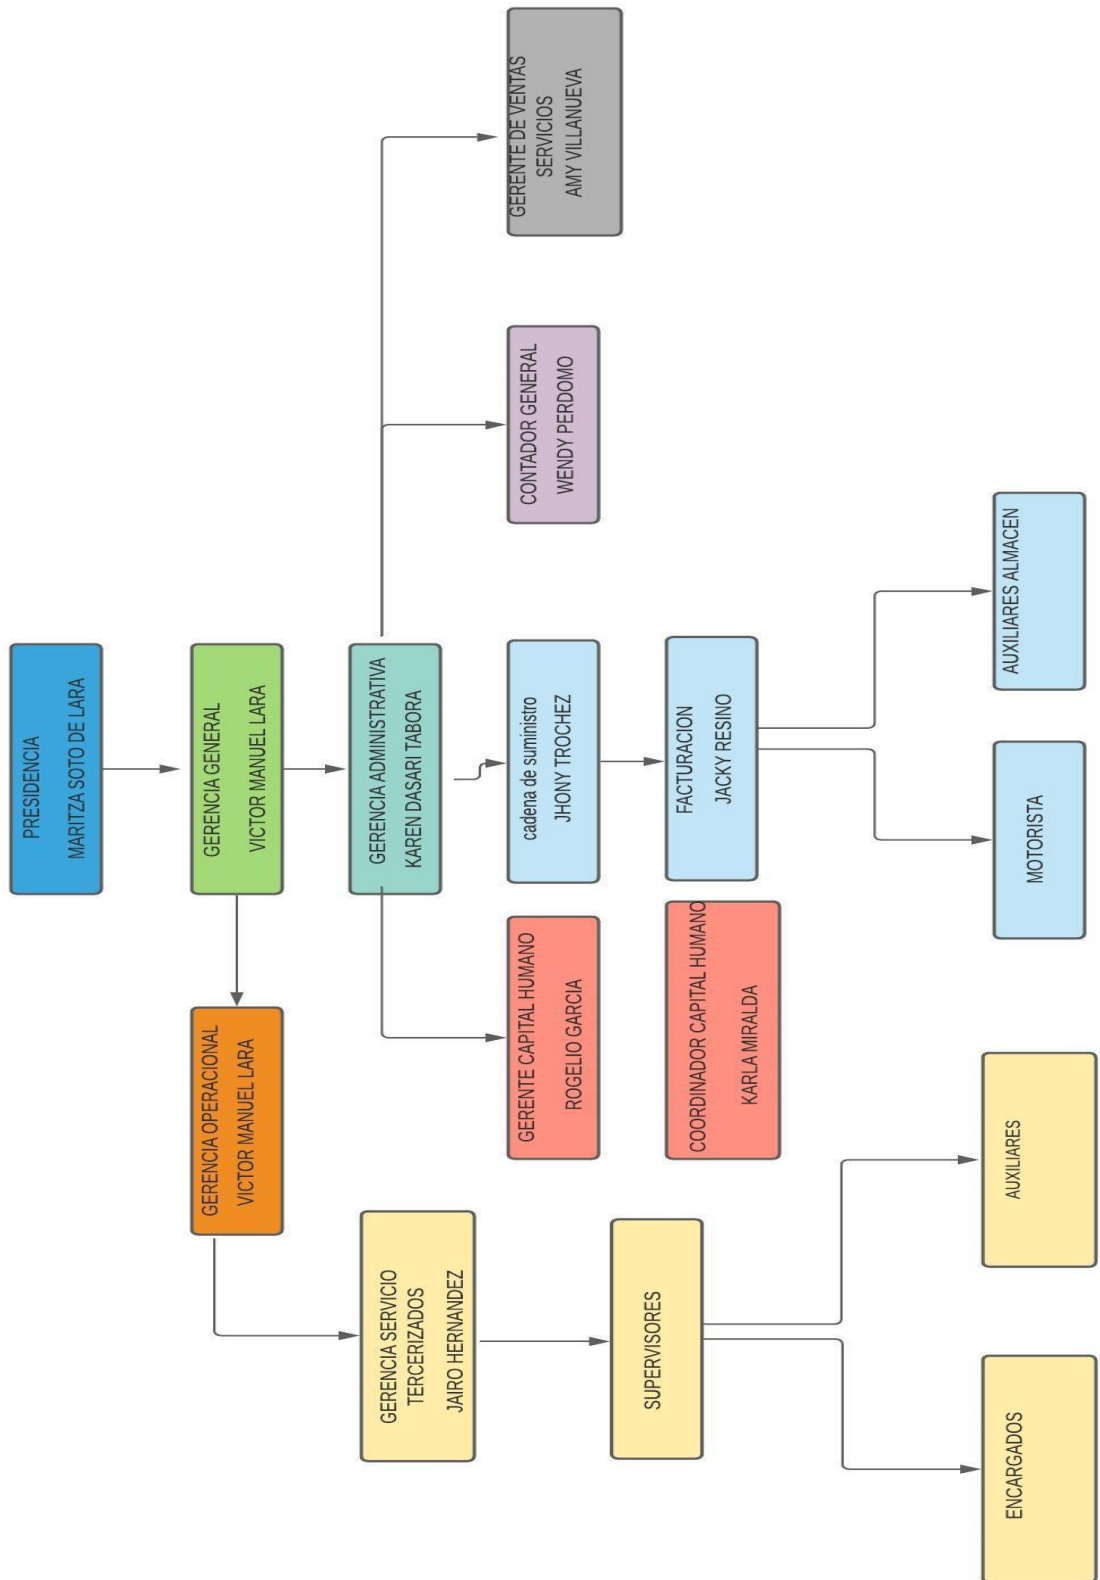 PRESIDENCIA
MARITZA SOTO DE LARA
GERENCIA OPERACIONAL
VICTOR MANUEL LARA
GERENCIA GENERAL
VICTOR MANUEL LARA
GERENCIA SERVICIO
TERCERIZADOS
JAIRO HERNANDEZ
GERENCIA ADMINISTRATIVA
KAREN DASARI TABORA
GERENTE CAPITAL HUMANO
ROGELIO GARCIA
cadena de suministro
JHONY TROCHEZ
CONTADOR GENERAL
WENDY PERDOMO
GERENTE DE VENTAS
SERVICIOS
AMY VILLANUEVA
SUPERVISORES
COORDINADOR CAPITAL HUMANO
KARLA MIRALDA
FACTURACION
JACKY RESINO
ENCARGADOS
AUXILIARES
MOTORISTA
AUXILIARES ALMACEN